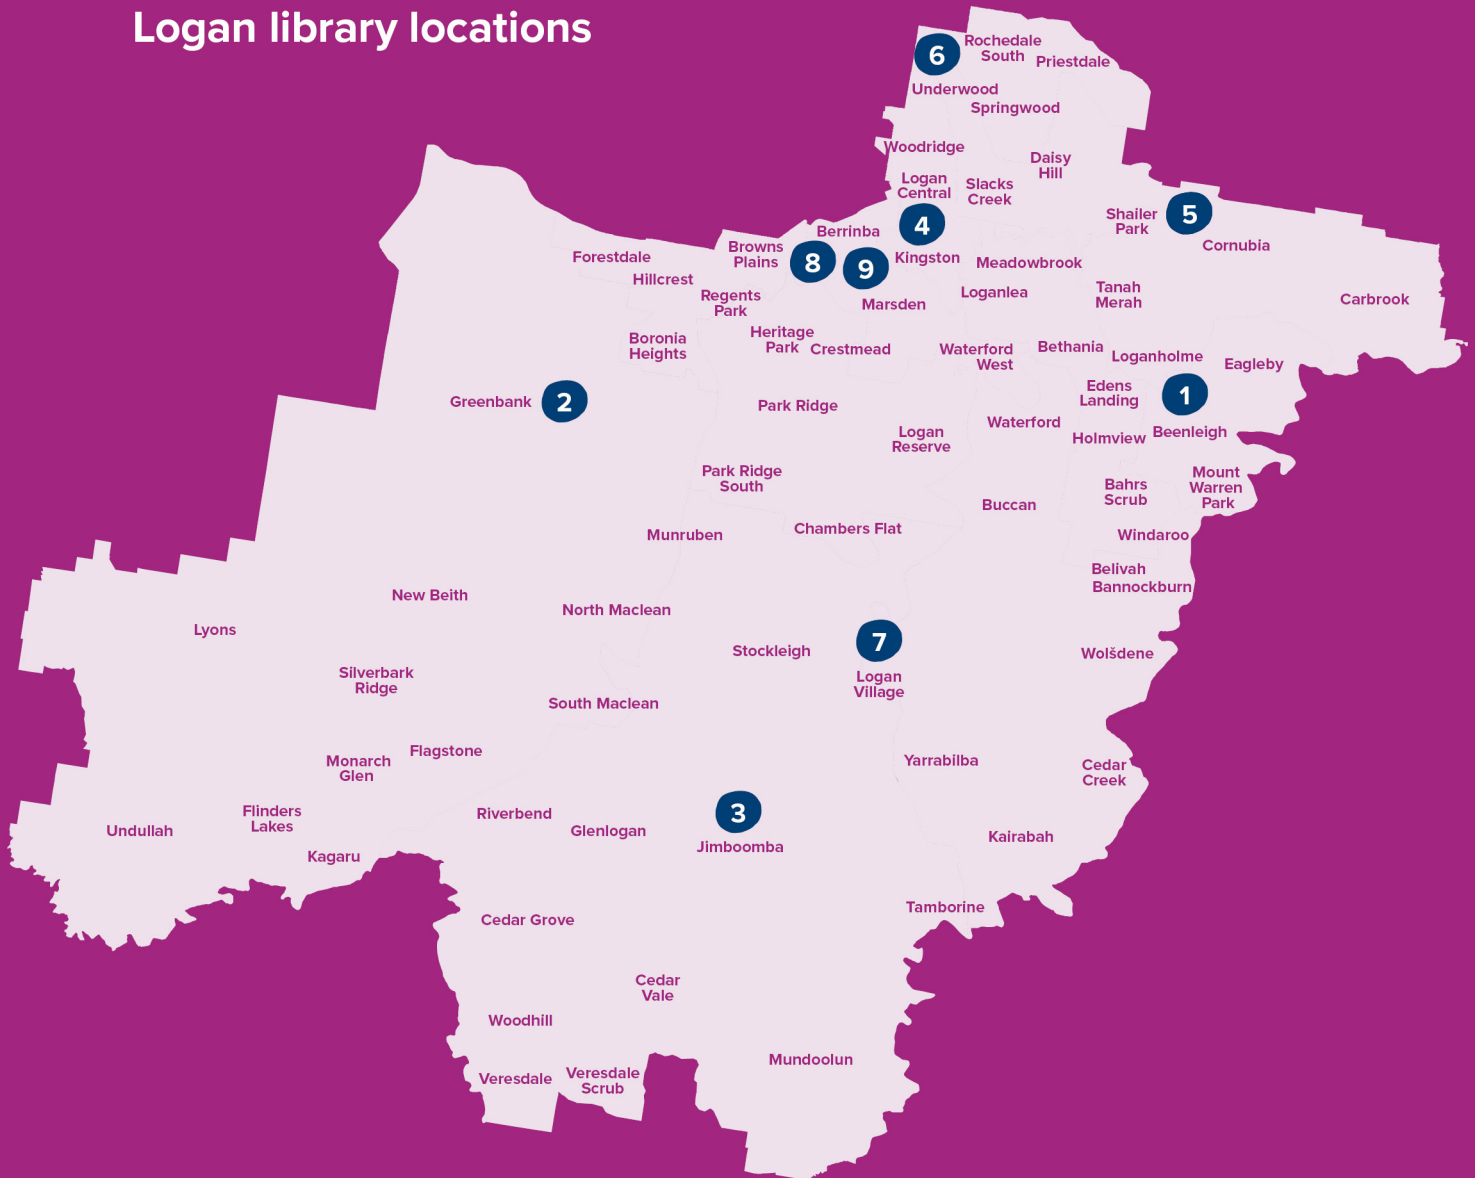 Logan library locations
6
Rochedale
South
Priestdale
Underwood
Springwood
Woodridge
Daisy
Hill
Logan
Central
Slacks
Creek
5
Shailer
Park
4
Berrinba
Cornubia
Browns
Plains
8
9
Kingston
Meadowbrook
Forestdale
Hillcrest
Regents
Park
Marsden
Loganlea
Tanah
Merah
Carbrook
Boronia
Heights
Heritage
Park
Crestmead
Waterford
West
Bethania
Loganholme
Eagleby
Greenbank
2
Park Ridge
Edens
Landing
1
Logan
Reserve
Waterford
Holmview
Beenleigh
Park Ridge
South
Bahrs
Scrub
Mount
Warren
Park
Buccan
Munruben
Chambers Flat
Windaroo
Belivah
Bannockburn
New Beith
North Maclean
Lyons
Stockleigh
7
Wolšdene
Silverbark
Ridge
Logan
Village
South Maclean
Monarch
Glen
Flagstone
Yarrabilba
Cedar
Creek
Flinders
Lakes
Undullah
Riverbend
Glenlogan
3
Jimboomba
Kairabah
Kagaru
Tamborine
Cedar Grove
Cedar
Vale
Woodhill
Mundoolun
Veresdale
Veresdale
Scrub